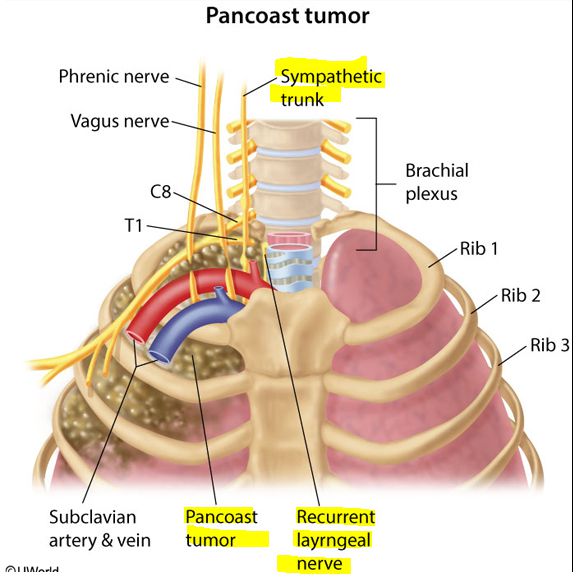 Pancoast tumor
Phrenic nerve
Sympathetic
trunk
Vagus nerve
Brachial
plexus
C8
T1
Rib 1
Rib 2
Rib 3
Subclavian
artery & vein
Pancoast
tumor
Recurrent
layrngeal
nerve
©UWorld